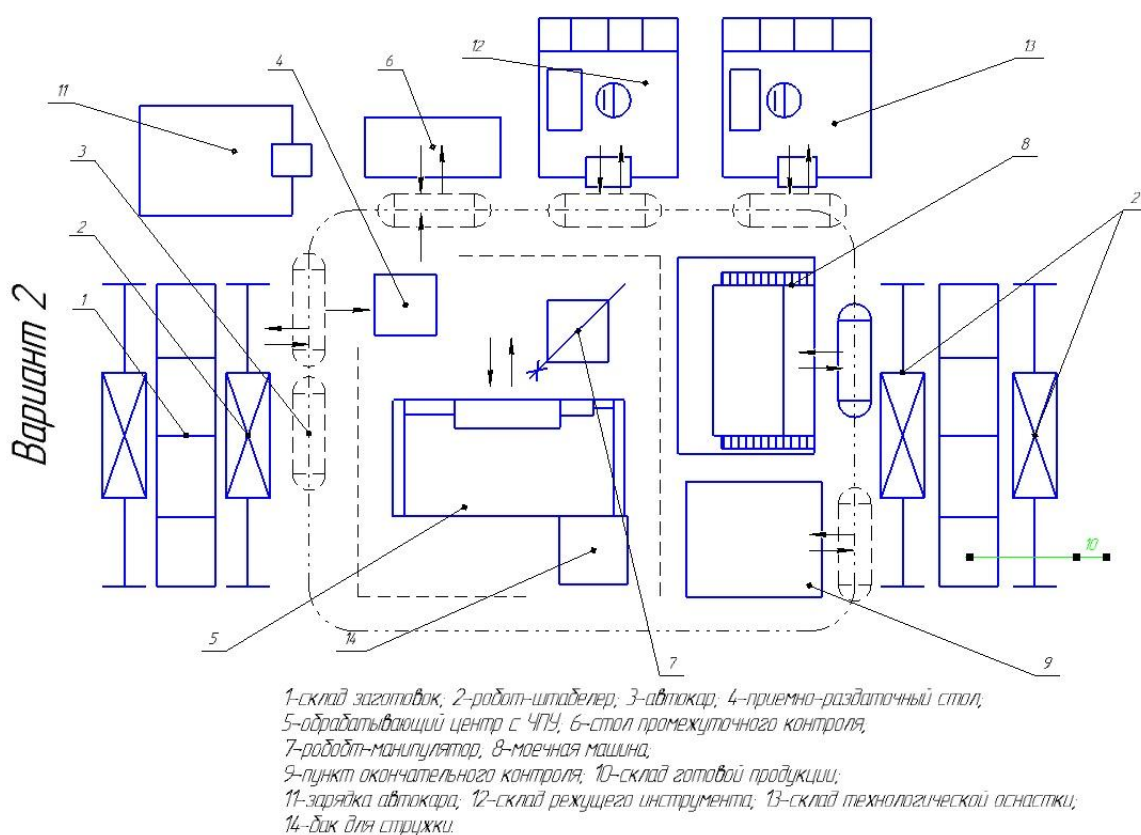 12
13
4
6
11
3
8
2
2
1
Вариант 2
10
5
14
7
9
1-склад заготовок; 2-робот-штабелер; 3-автокар; 4-приемно-раздаточный стол;
5-обрабатывающий центр с ЧПУ; 6-стол промежуточного контроля;
7-робобт-манипулятор; 8-моечная машина;
9-пункт окончательного контроля; 10-склад готовой продукции;
11-зарядка автокара; 12-склад режущего инструмента; 13-склад технологической оснастки;
14-бак для стружки.